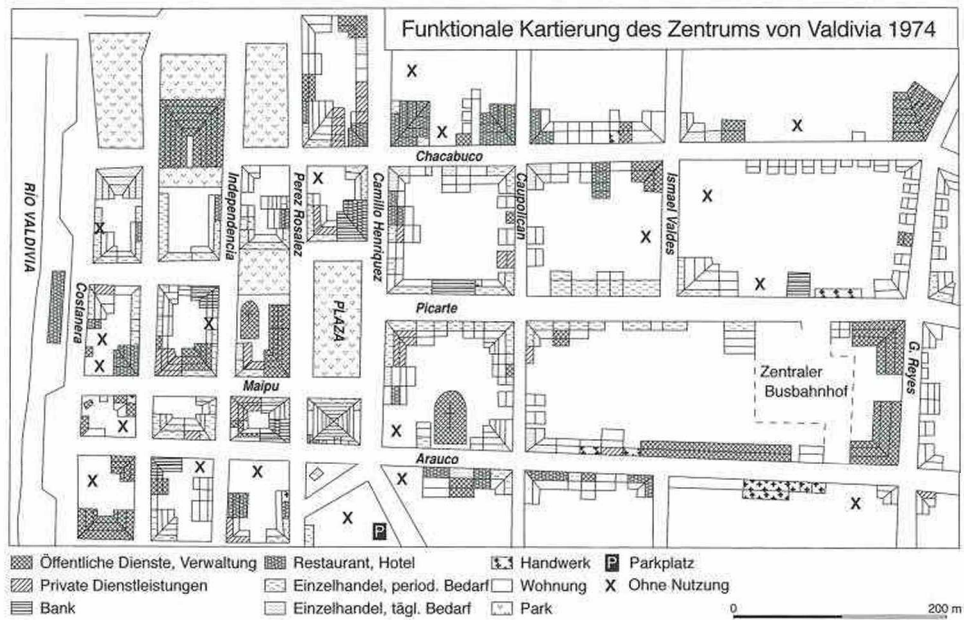 Funktionale Kartierung des Zentrums von Valdivia 1974
X
X
X
Chacabuco
RÍO VALDIVIA
Costanera
Independencia
Perez Rosalez
Camillo Henriquez
Caupolican
Ismael Valdes
X
X
X
X
X
PLAZA
Picarte
X
X
X
Zentraler
Busbahnhof
G. Reyes
Maipu
X
X
Arauco
X
X
X
X
X
X
P
Öffentliche Dienste, Verwaltung
Restaurant, Hotel
Handwerk
P Parkplatz
Private Dienstleistungen
Einzelhandel, period. Bedarf
Wohnung
X Ohne Nutzung
Bank
Einzelhandel, tägl. Bedarf
Park
0
200 m